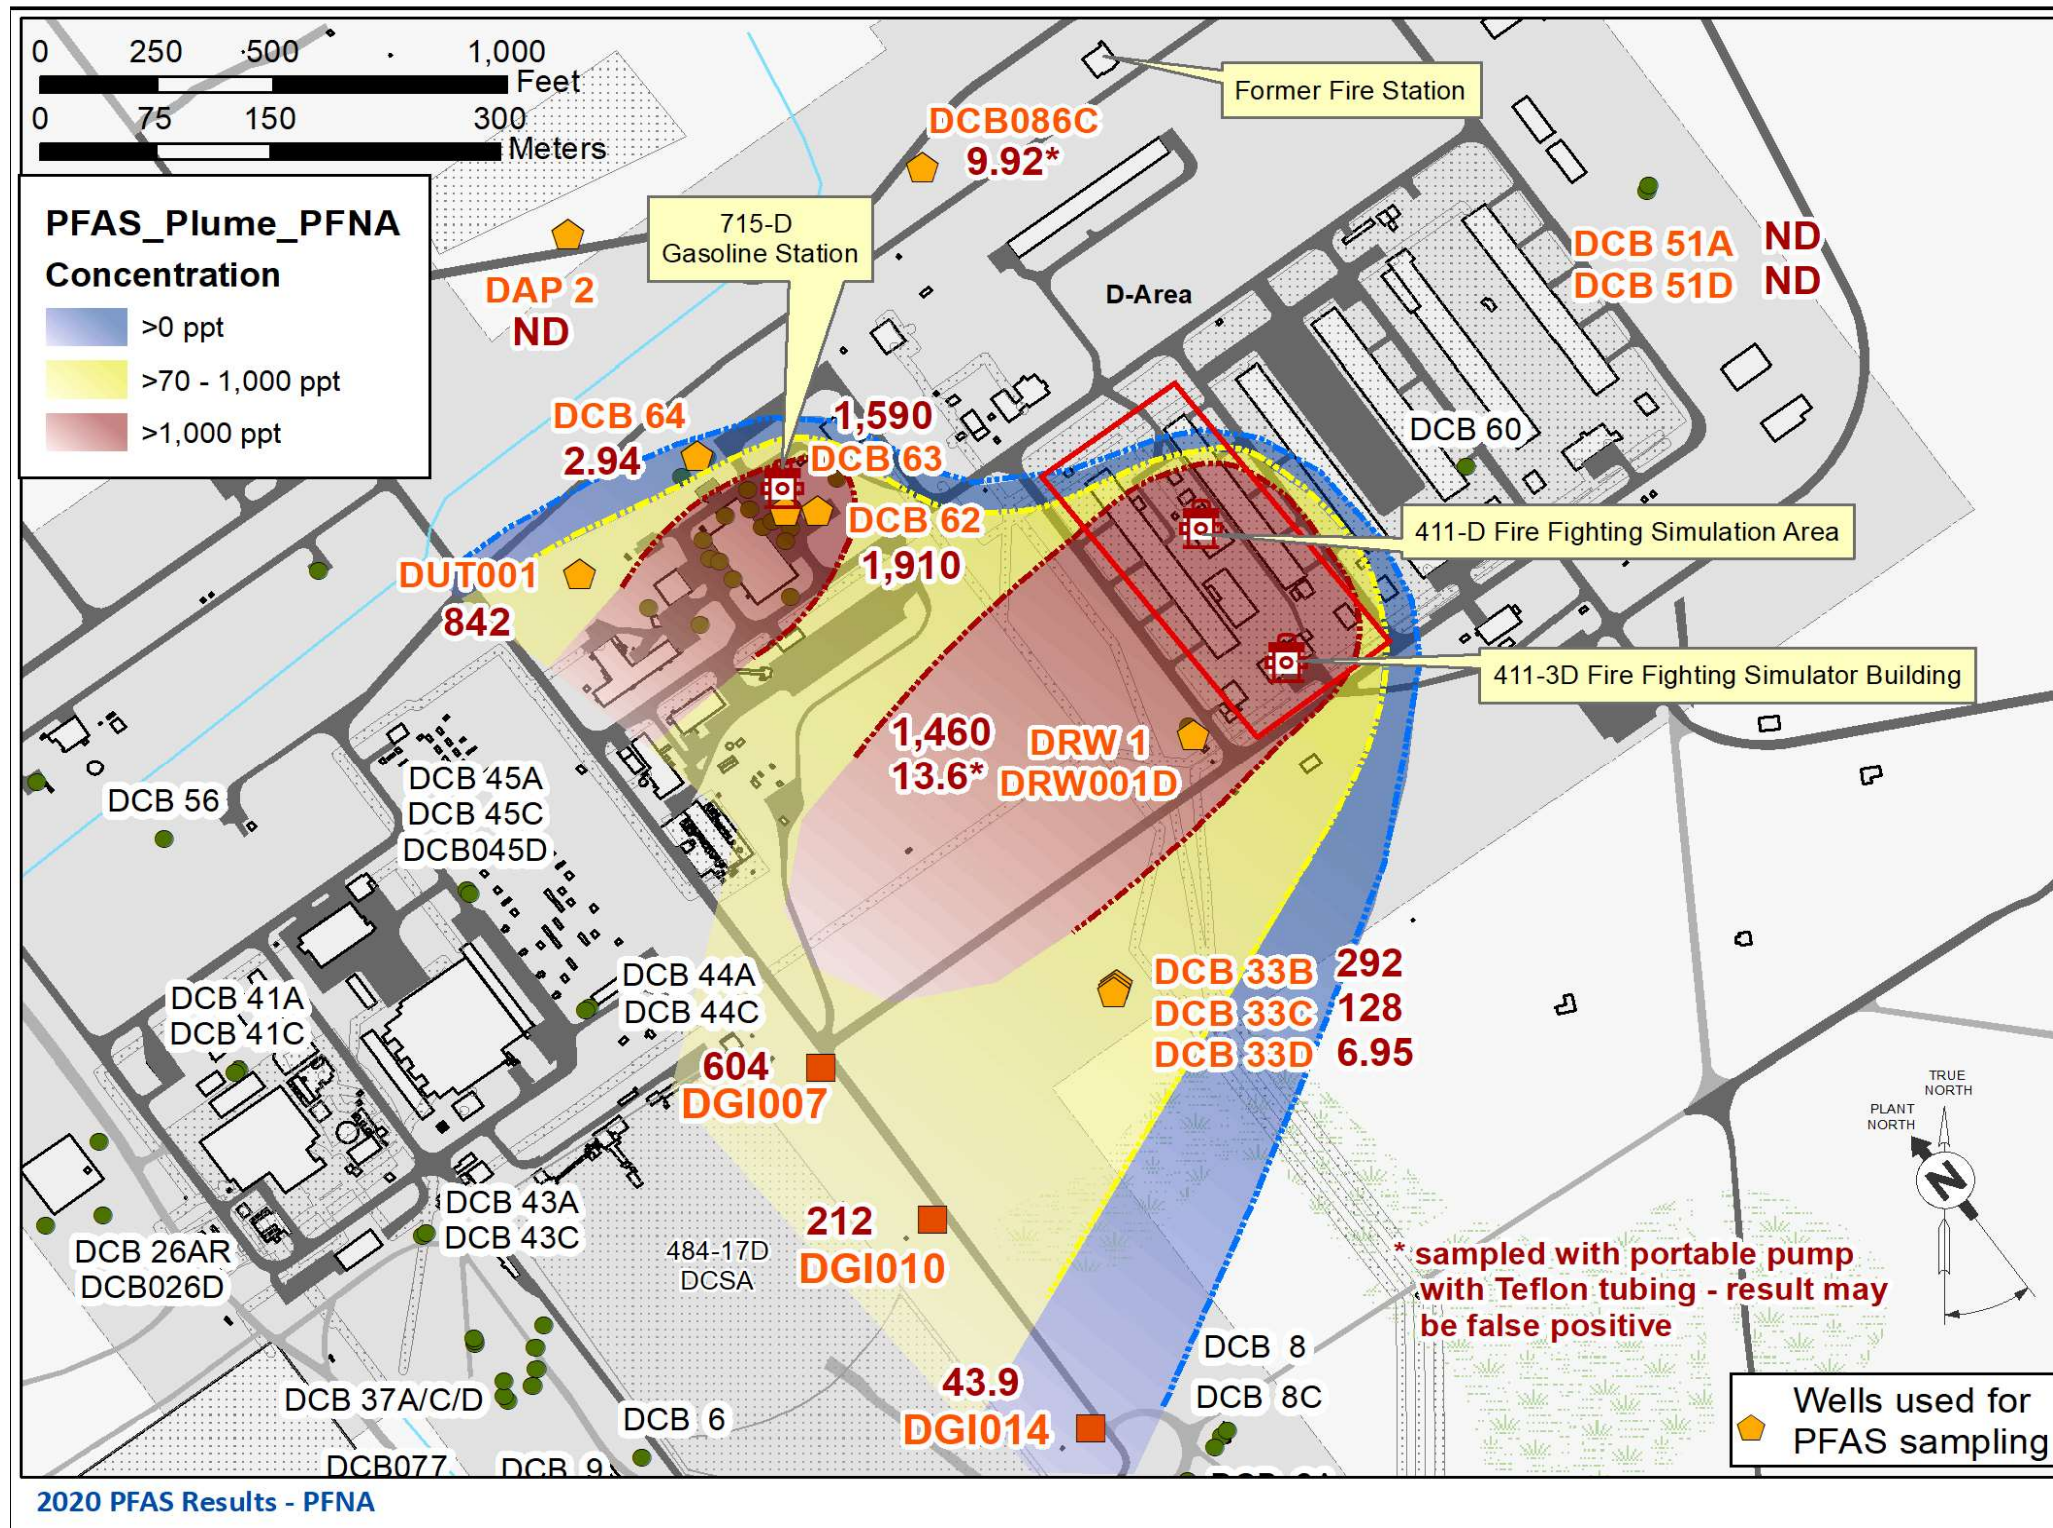 0 250 500 1,000
Feet
0 75 150 300
Meters
PFAS_Plume_PFNA
Concentration
>0 ppt
>70 - 1,000 ppt
>1,000 ppt
Former Fire Station
DCB086C
9.92*
715-D
Gasoline Station
DAP 2
ND
D-Area
DCB 51A ND
DCB 51D ND
DCB 64
2.94
1,590
DCB 63
DCB 60
DCB 62
1,910
411-D Fire Fighting Simulation Area
DUT001
842
411-3D Fire Fighting Simulator Building
1,460 DRW 1
13.6* DRW001D
DCB 56
DCB 45A
DCB 45C
DCB045D
DCB 41A
DCB 41C
DCB 44A
DCB 44C
DCB 33B 292
DCB 33C 128
DCB 33D 6.95
604
DGI007
TRUE
NORTH
PLANT
NORTH
N
DCB 43A
DCB 43C
DCB 26AR
DCB026D
484-17D
DCSA
212
DGI010
* sampled with portable pump
with Teflon tubing - result may
be false positive
DCB 8
DCB 8C
43.9
DGI014
DCB 37A/C/D
DCB 6
DCB077
DCB 9
Wells used for
PFAS sampling
2020 PFAS Results - PFNA